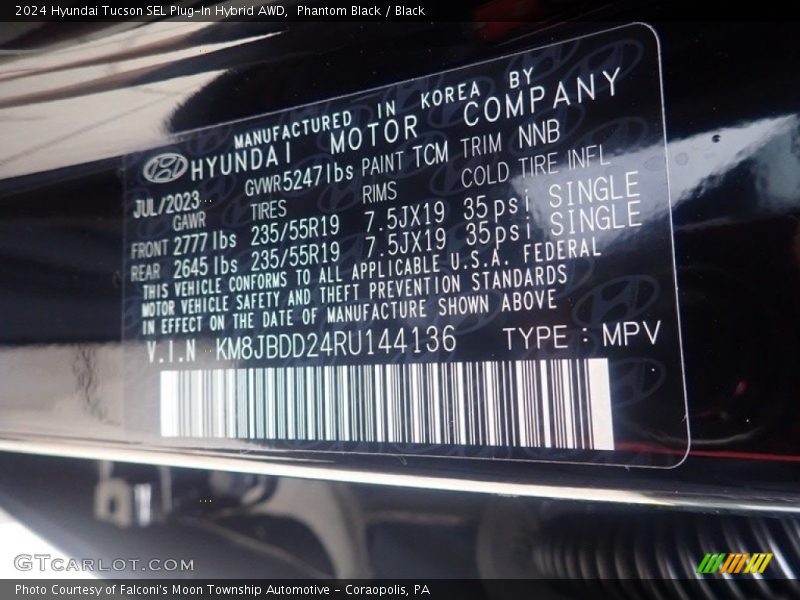 2024 Hyundai Tucson SEL Plug-In Hybrid AWD,  Phantom Black / Black
MANUFACTURED IN KOREA BY
HYUNDAI MOTOR COMPANY
JUL/2023 GVWR 5247 lbs PAINT TCM TRIM NNB
GAWR TIRES RIMS COLD TIRE INFL
FRONT 2777 lbs 235/55R19 7.5JX19 35psi SINGLE
REAR 2645 lbs 235/55R19 7.5JX19 35psi SINGLE
THIS VEHICLE CONFORMS TO ALL APPLICABLE U.S.A. FEDERAL
MOTOR VEHICLE SAFETY AND THEFT PREVENTION STANDARDS
IN EFFECT ON THE DATE OF MANUFACTURE SHOWN ABOVE
V.I.N KM8JBDD24RU144136 TYPE : MPV
GTCARLOT.COM
Photo Courtesy of Falconi's Moon Township Automotive - Coraopolis, PA